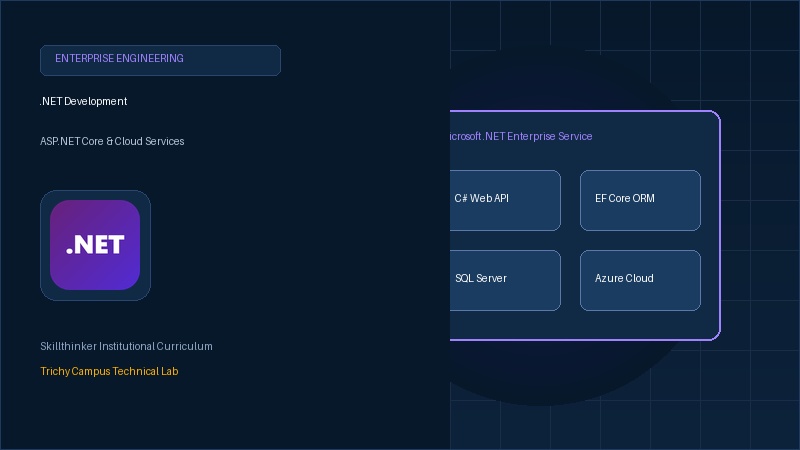 ENTERPRISE ENGINEERING
.NET Development
ASP.NET Core & Cloud Services
.NET
Skillthinker Institutional Curriculum
Trichy Campus Technical Lab
icrosoft .NET Enterprise Service
C# Web API
EF Core ORM
SQL Server
Azure Cloud